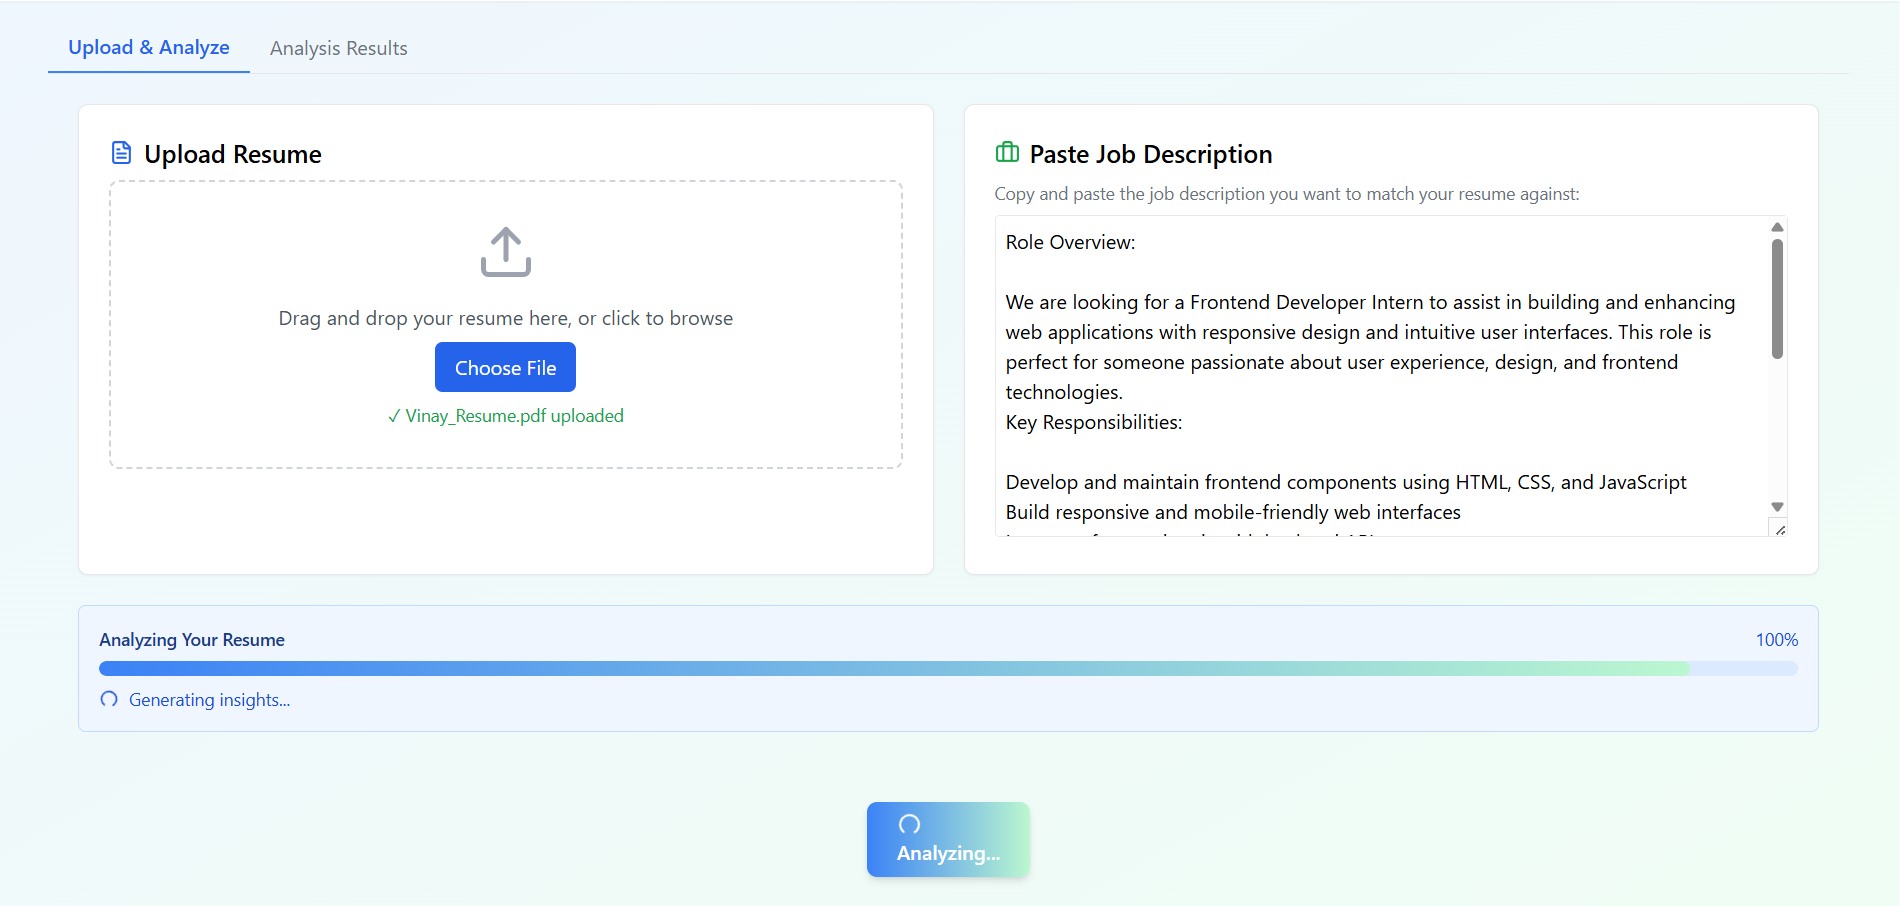 Upload & Analyze
Analysis Results
Upload Resume
Drag and drop your resume here, or click to browse
Choose File
✓ Vinay_Resume.pdf uploaded
Paste Job Description
Copy and paste the job description you want to match your resume against:
Role Overview:
We are looking for a Frontend Developer Intern to assist in building and enhancing
web applications with responsive design and intuitive user interfaces. This role is
perfect for someone passionate about user experience, design, and frontend
technologies.
Key Responsibilities:
Develop and maintain frontend components using HTML, CSS, and JavaScript
Build responsive and mobile-friendly web interfaces
Analyzing Your Resume
100%
Generating insights...
Analyzing...